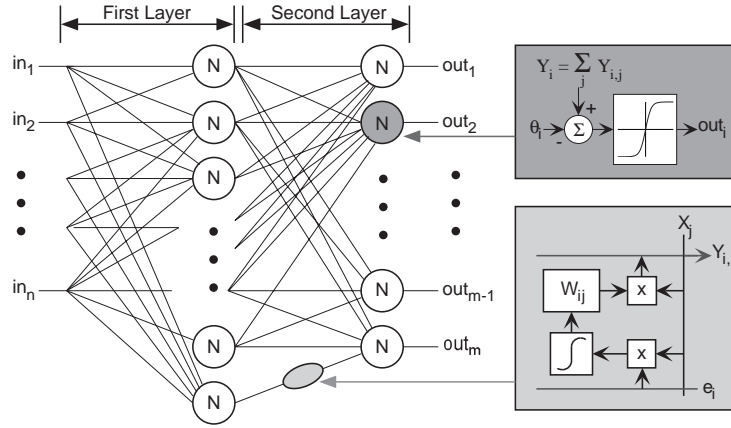 First Layer Second Layer
in1 N N out1
in2 N N out2
N
inn N outm-1
N N outm
N
Yi = Σj Yi,j
+
θi - Σ outi
Xj
Yi,
Wij x
x
ei